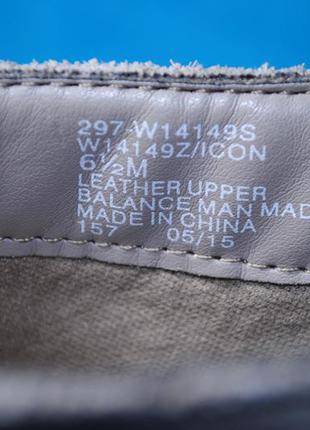 297-W14149S
W14149Z/ICON
6½M
LEATHER UPPER
BALANCE MAN MAD
MADE IN CHINA
157 05/15